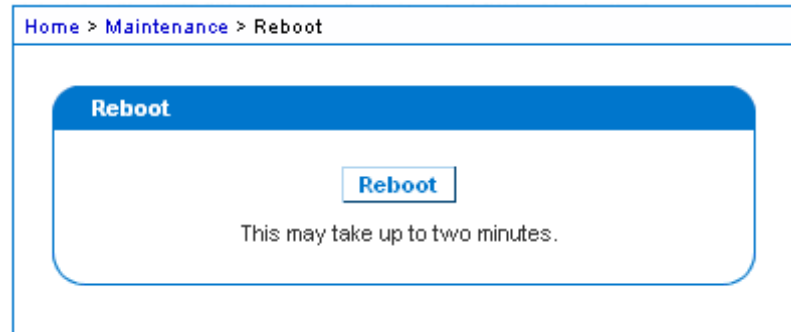 Home > Maintenance > Reboot
Reboot
Reboot
This may take up to two minutes.